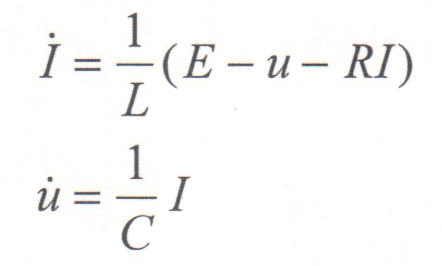 İ = 1/L (E − u − RI)
u̇ = 1/C I